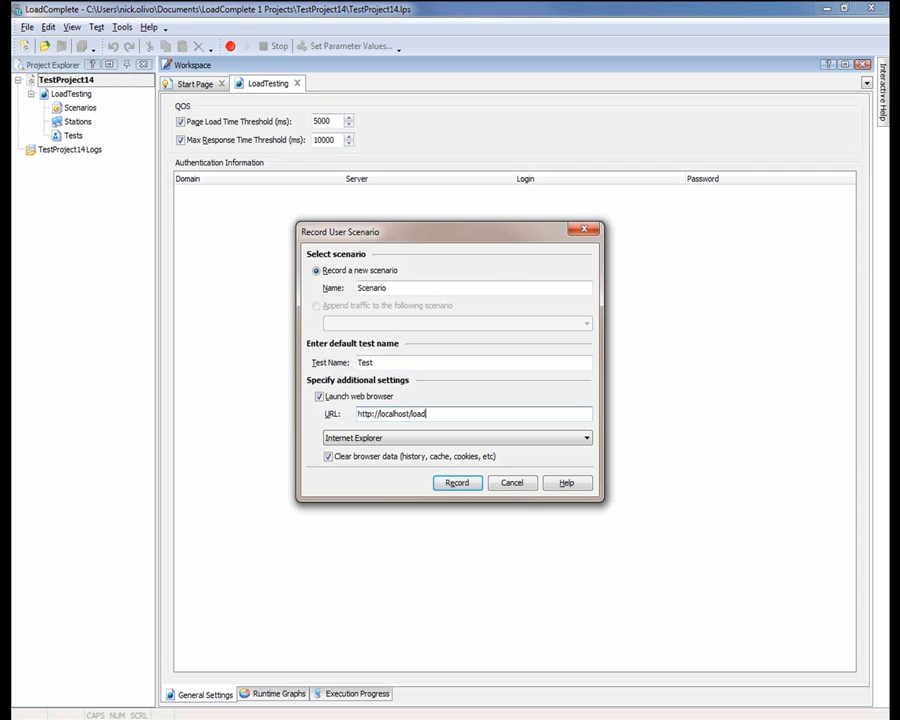 LoadComplete - C:\Users\nick.olivo\Documents\LoadComplete 1 Projects\TestProject14\TestProject14.lps
File Edit View Test Tools Help
Stop Set Parameter Values...
Project Explorer
Workspace
TestProject14
LoadTesting
Scenarios
Stations
Tests
TestProject14 Logs
Start Page LoadTesting
Interactive Help
QOS
Page Load Time Threshold (ms): 5000
Max Response Time Threshold (ms): 10000
Authentication Information
Domain Server Login Password
Record User Scenario
Select scenario
Record a new scenario
Name: Scenario
Append traffic to the following scenario
Enter default test name
Test Name: Test
Specify additional settings
Launch web browser
URL: http://localhost/load
Internet Explorer
Clear browser data (history, cache, cookies, etc)
Record Cancel Help
General Settings Runtime Graphs Execution Progress
CAPS NUM SCRL